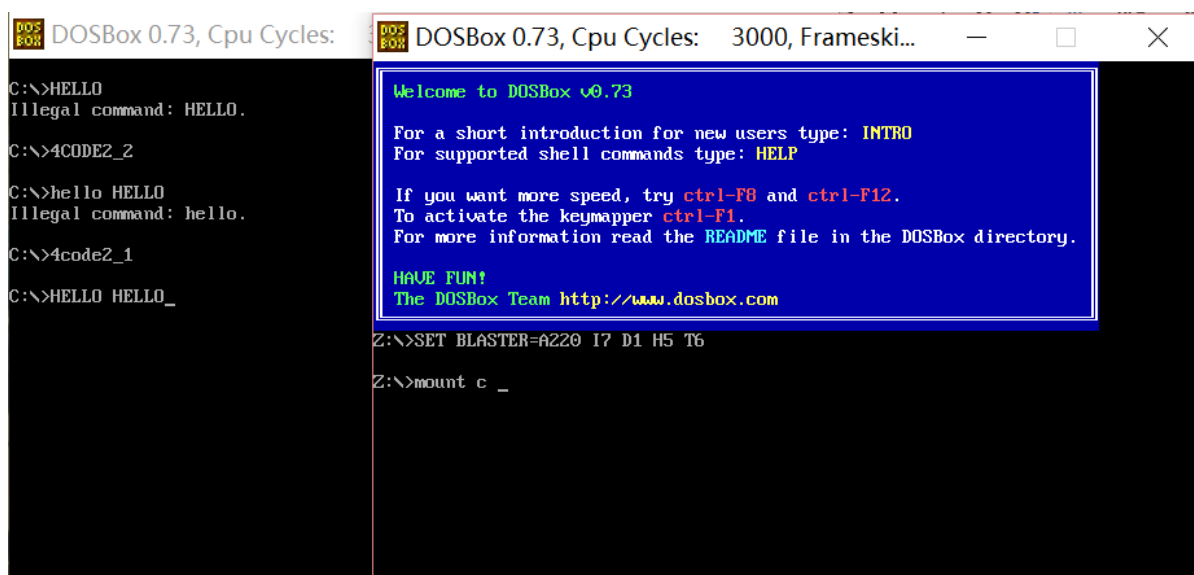 DOSBox 0.73, Cpu Cycles:
C:\>HELLO
Illegal command: HELLO.
C:\>4CODE2_2
C:\>hello HELLO
Illegal command: hello.
C:\>4code2_1
C:\>HELLO HELLO_
DOSBox 0.73, Cpu Cycles: 3000, Frameski...
Welcome to DOSBox v0.73
For a short introduction for new users type: INTRO
For supported shell commands type: HELP
If you want more speed, try ctrl-F8 and ctrl-F12.
To activate the keymapper ctrl-F1.
For more information read the README file in the DOSBox directory.
HAVE FUN!
The DOSBox Team http://www.dosbox.com
Z:\>SET BLASTER=A220 I7 D1 H5 T6
Z:\>mount c _